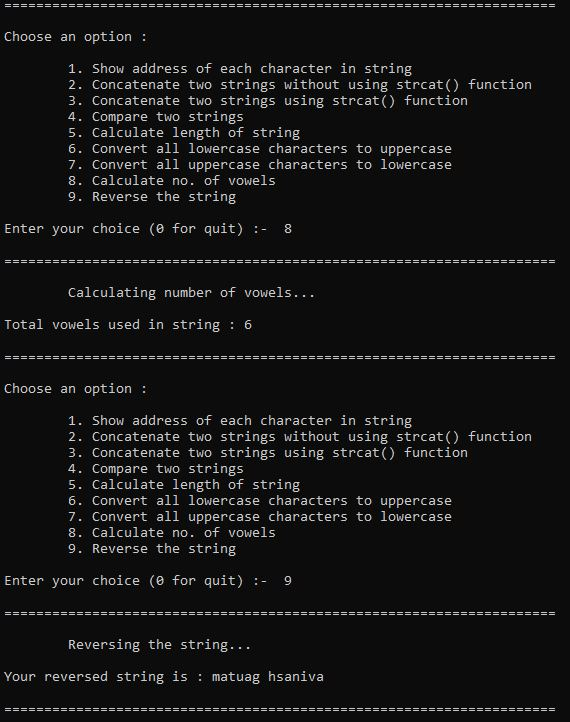 =====================================================================
Choose an option :
1. Show address of each character in string
2. Concatenate two strings without using strcat() function
3. Concatenate two strings using strcat() function
4. Compare two strings
5. Calculate length of string
6. Convert all lowercase characters to uppercase
7. Convert all uppercase characters to lowercase
8. Calculate no. of vowels
9. Reverse the string
Enter your choice (0 for quit) :-  8
=====================================================================
Calculating number of vowels...
Total vowels used in string : 6
=====================================================================
Choose an option :
1. Show address of each character in string
2. Concatenate two strings without using strcat() function
3. Concatenate two strings using strcat() function
4. Compare two strings
5. Calculate length of string
6. Convert all lowercase characters to uppercase
7. Convert all uppercase characters to lowercase
8. Calculate no. of vowels
9. Reverse the string
Enter your choice (0 for quit) :-  9
=====================================================================
Reversing the string...
Your reversed string is : matuag hsaniva
=====================================================================